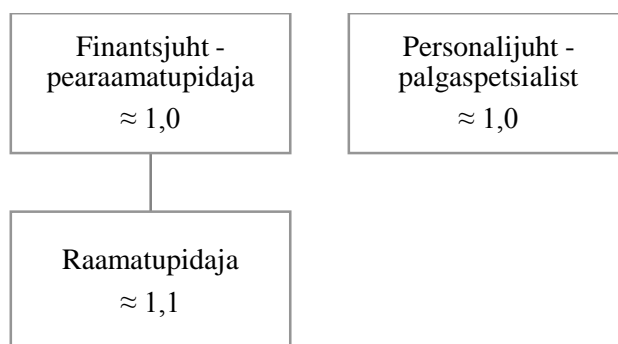 Finantsjuht -
pearaamatupidaja
≈ 1,0
Personalijuht -
palgaspetsialist
≈ 1,0
Raamatupidaja
≈ 1,1